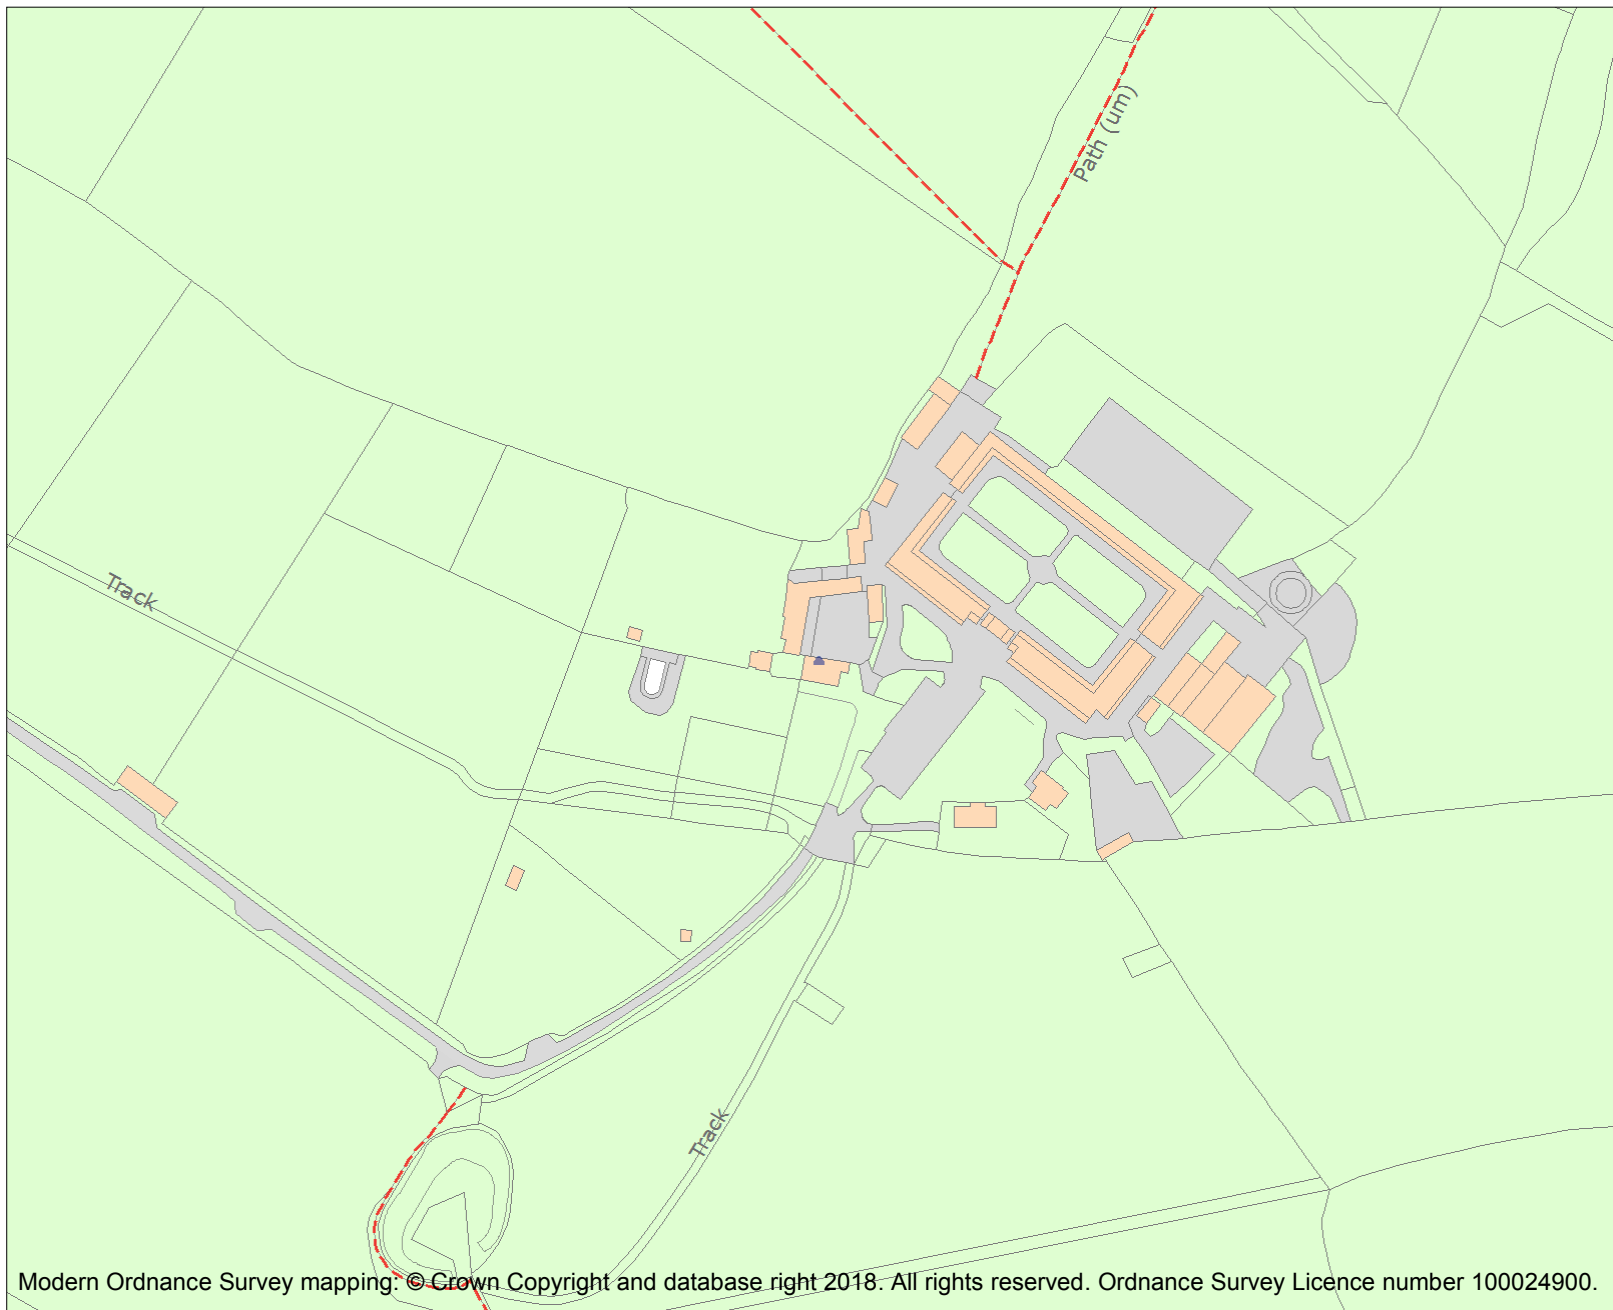 Path (um)
Track
Track
Modern Ordnance Survey mapping: © Crown Copyright and database right 2018. All rights reserved. Ordnance Survey Licence number 100024900.